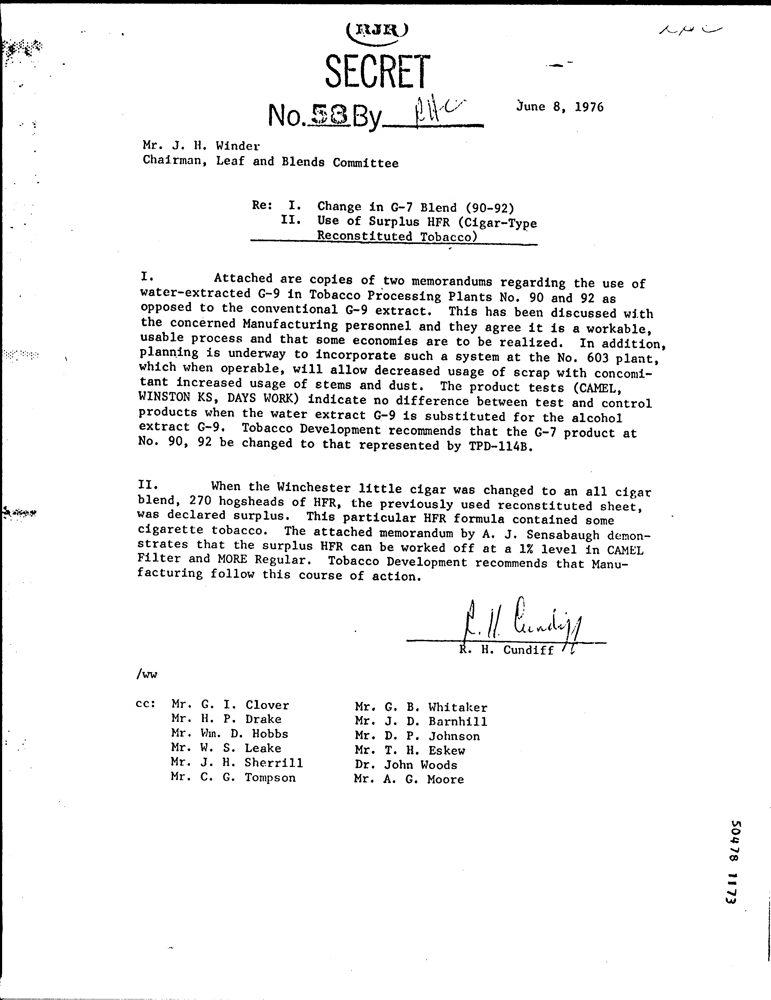 (RJR)
SECRET
No. 58 By RHC
June 8, 1976
Mr. J. H. Winder
Chairman, Leaf and Blends Committee
Re: I. Change in G-7 Blend (90-92)
II. Use of Surplus HFR (Cigar-Type
Reconstituted Tobacco)
I. Attached are copies of two memorandums regarding the use of
water-extracted G-9 in Tobacco Processing Plants No. 90 and 92 as
opposed to the conventional G-9 extract. This has been discussed with
the concerned Manufacturing personnel and they agree it is a workable,
usable process and that some economies are to be realized. In addition,
planning is underway to incorporate such a system at the No. 603 plant,
which when operable, will allow decreased usage of scrap with concomi-
tant increased usage of stems and dust. The product tests (CAMEL,
WINSTON KS, DAYS WORK) indicate no difference between test and control
products when the water extract G-9 is substituted for the alcohol
extract G-9. Tobacco Development recommends that the G-7 product at
No. 90, 92 be changed to that represented by TPD-114B.
II. When the Winchester little cigar was changed to an all cigar
blend, 270 hogsheads of HFR, the previously used reconstituted sheet,
was declared surplus. This particular HFR formula contained some
cigarette tobacco. The attached memorandum by A. J. Sensabaugh demon-
strates that the surplus HFR can be worked off at a 1% level in CAMEL
Filter and MORE Regular. Tobacco Development recommends that Manu-
facturing follow this course of action.
R. H. Cundiff
R. H. Cundiff
/ww
cc: Mr. G. I. Clover Mr. G. B. Whitaker
Mr. H. P. Drake Mr. J. D. Barnhill
Mr. Wm. D. Hobbs Mr. D. P. Johnson
Mr. W. S. Leake Mr. T. H. Eskew
Mr. J. H. Sherrill Dr. John Woods
Mr. C. G. Tompson Mr. A. G. Moore
50478 1173